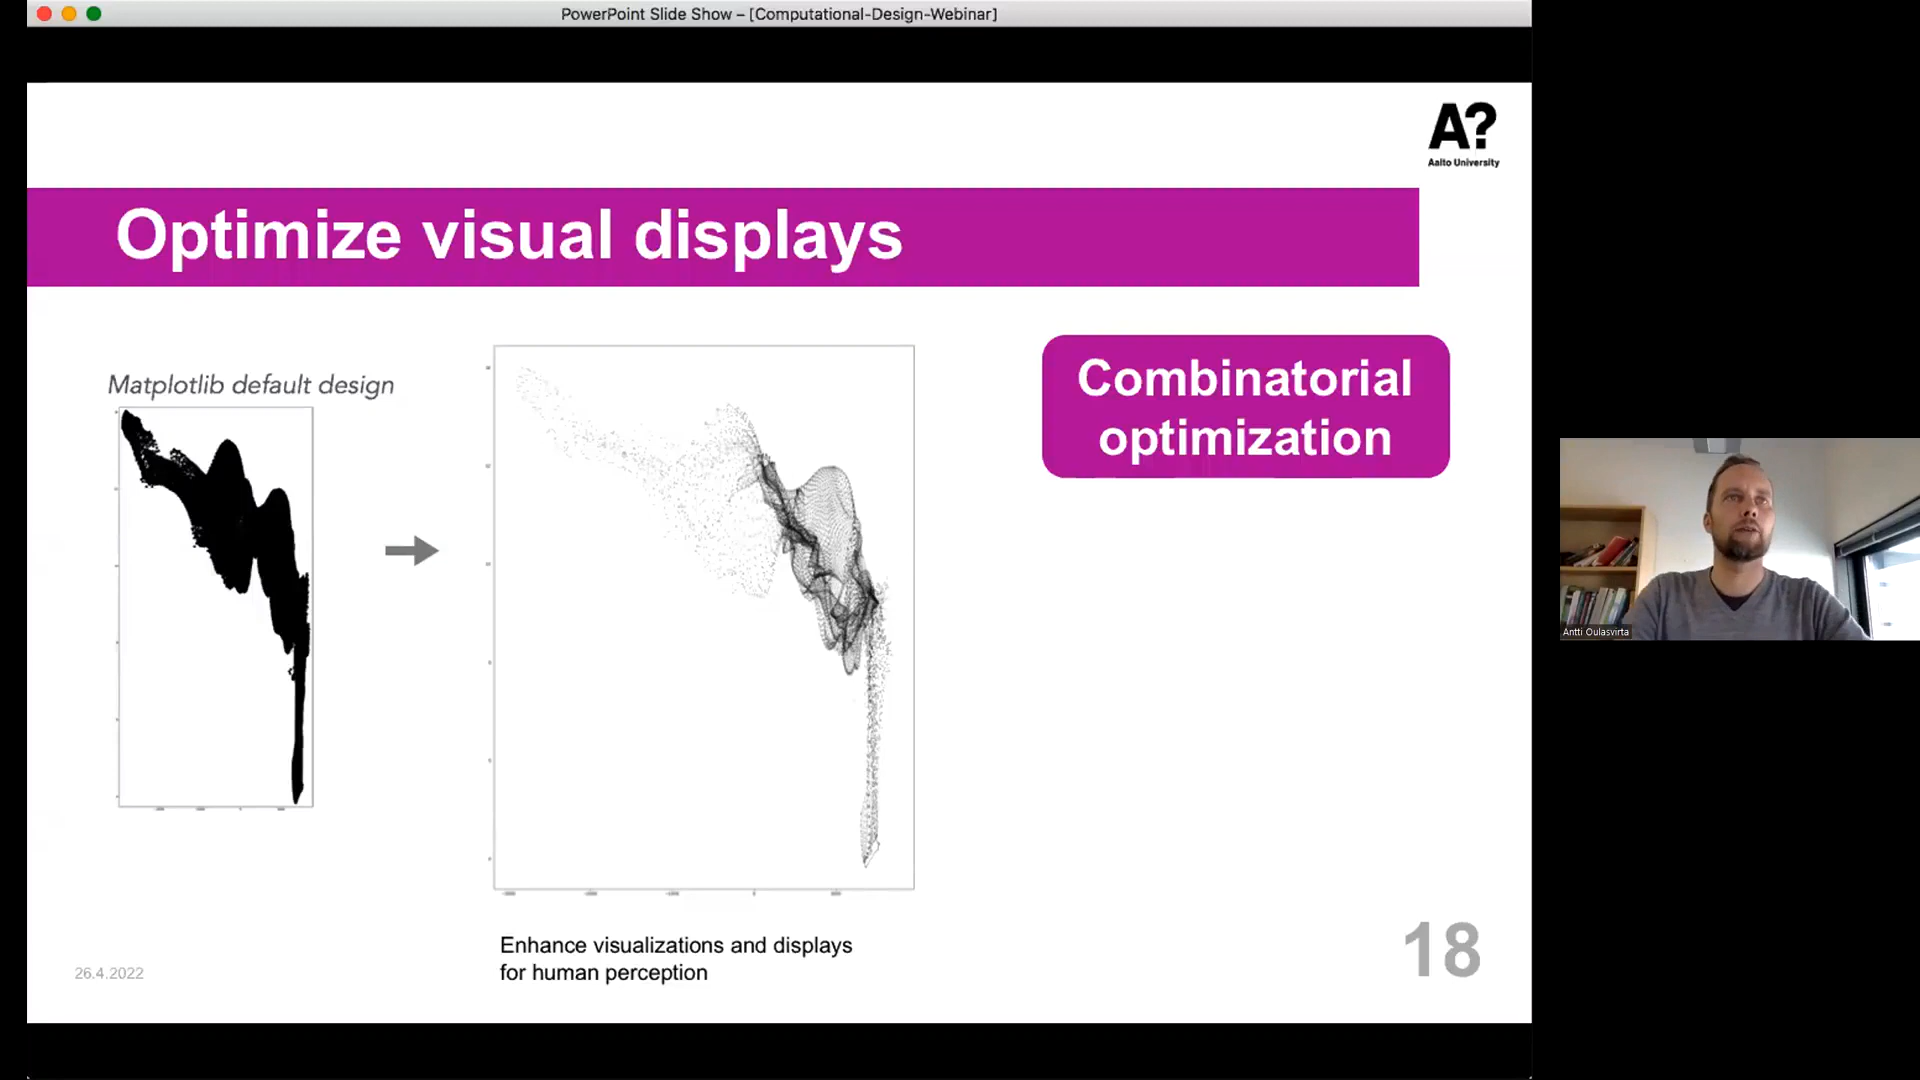 PowerPoint Slide Show – [Computational-Design-Webinar]
A?
Aalto University
Optimize visual displays
Matplotlib default design
Combinatorial
optimization
Antti Oulasvirta
Enhance visualizations and displays
for human perception
26.4.2022
18